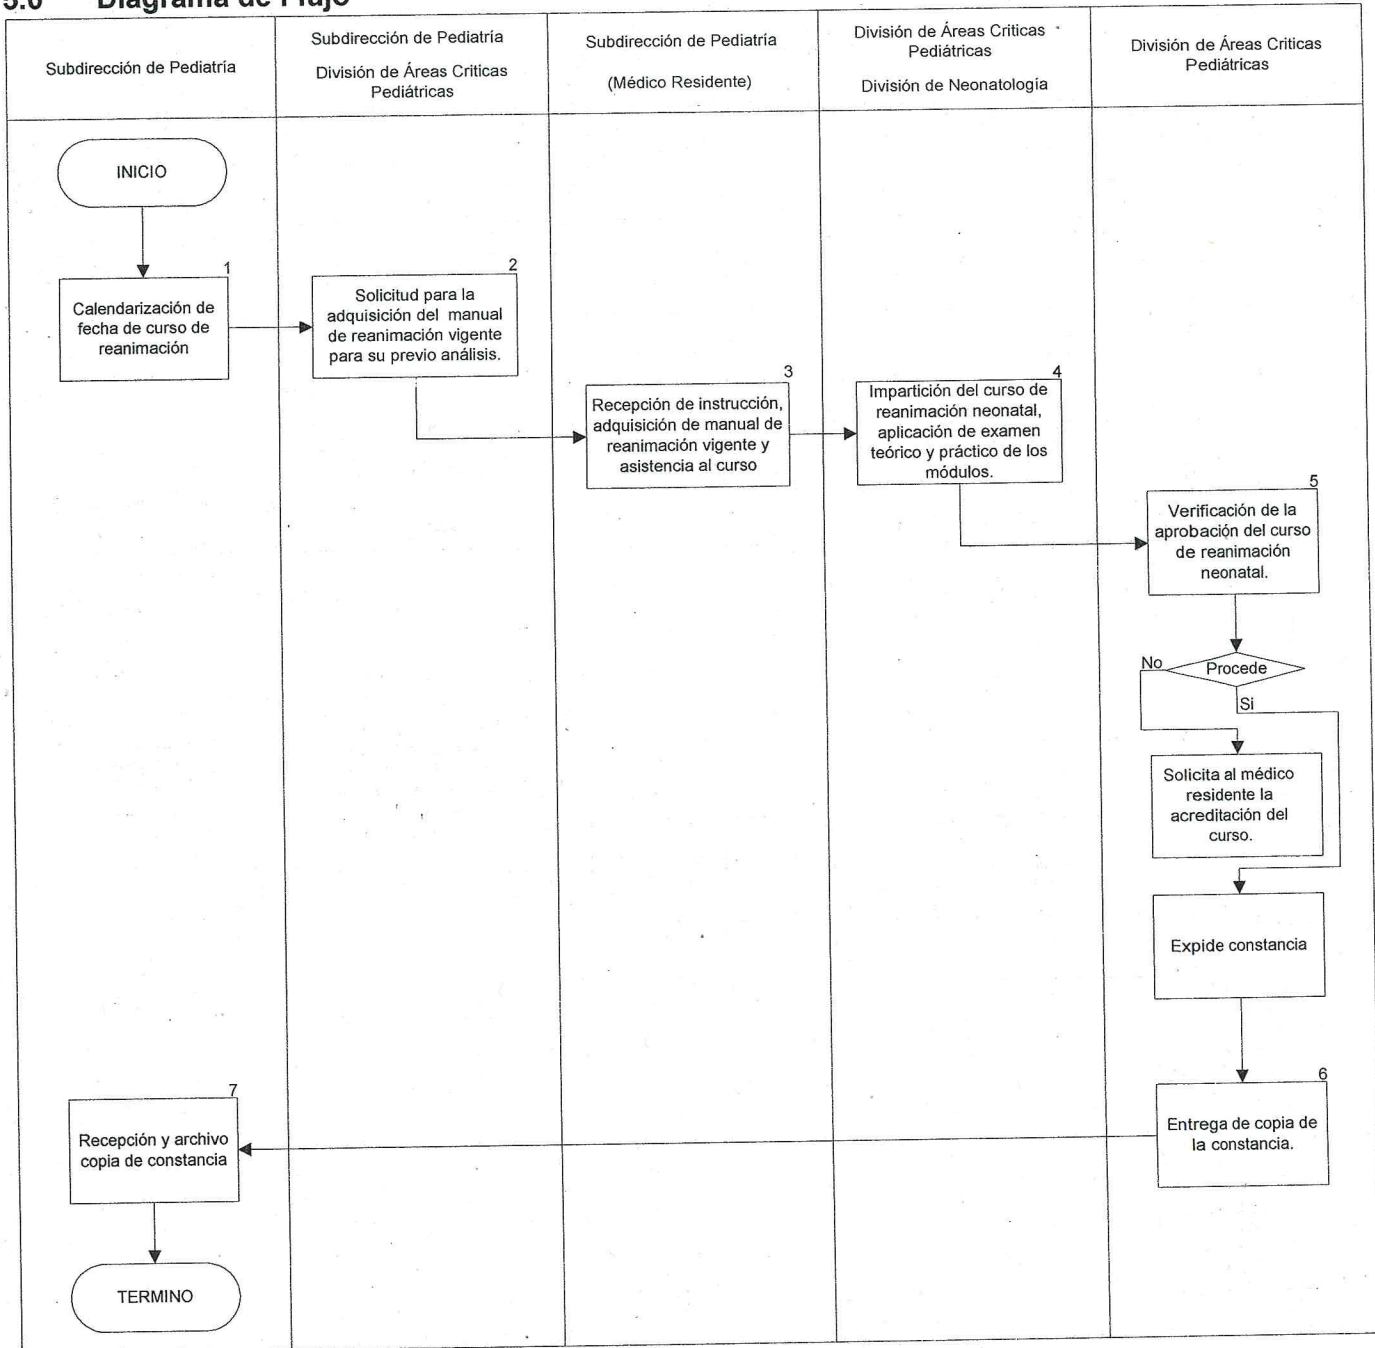 5.0 Diagrama de Flujo
Subdirección de Pediatría
Subdirección de Pediatría
División de Áreas Criticas
Pediátricas
Subdirección de Pediatría
(Médico Residente)
División de Áreas Criticas
Pediátricas
División de Neonatología
División de Áreas Criticas
Pediátricas
INICIO
1
Calendarización de
fecha de curso de
reanimación
2
Solicitud para la
adquisición del manual
de reanimación vigente
para su previo análisis.
3
Recepción de instrucción,
adquisición de manual de
reanimación vigente y
asistencia al curso
4
Impartición del curso de
reanimación neonatal,
aplicación de examen
teórico y práctico de los
módulos.
5
Verificación de la
aprobación del curso
de reanimación
neonatal.
Procede
No
Si
Solicita al médico
residente la
acreditación del
curso.
Expide constancia
6
Entrega de copia de
la constancia.
7
Recepción y archivo
copia de constancia
TERMINO